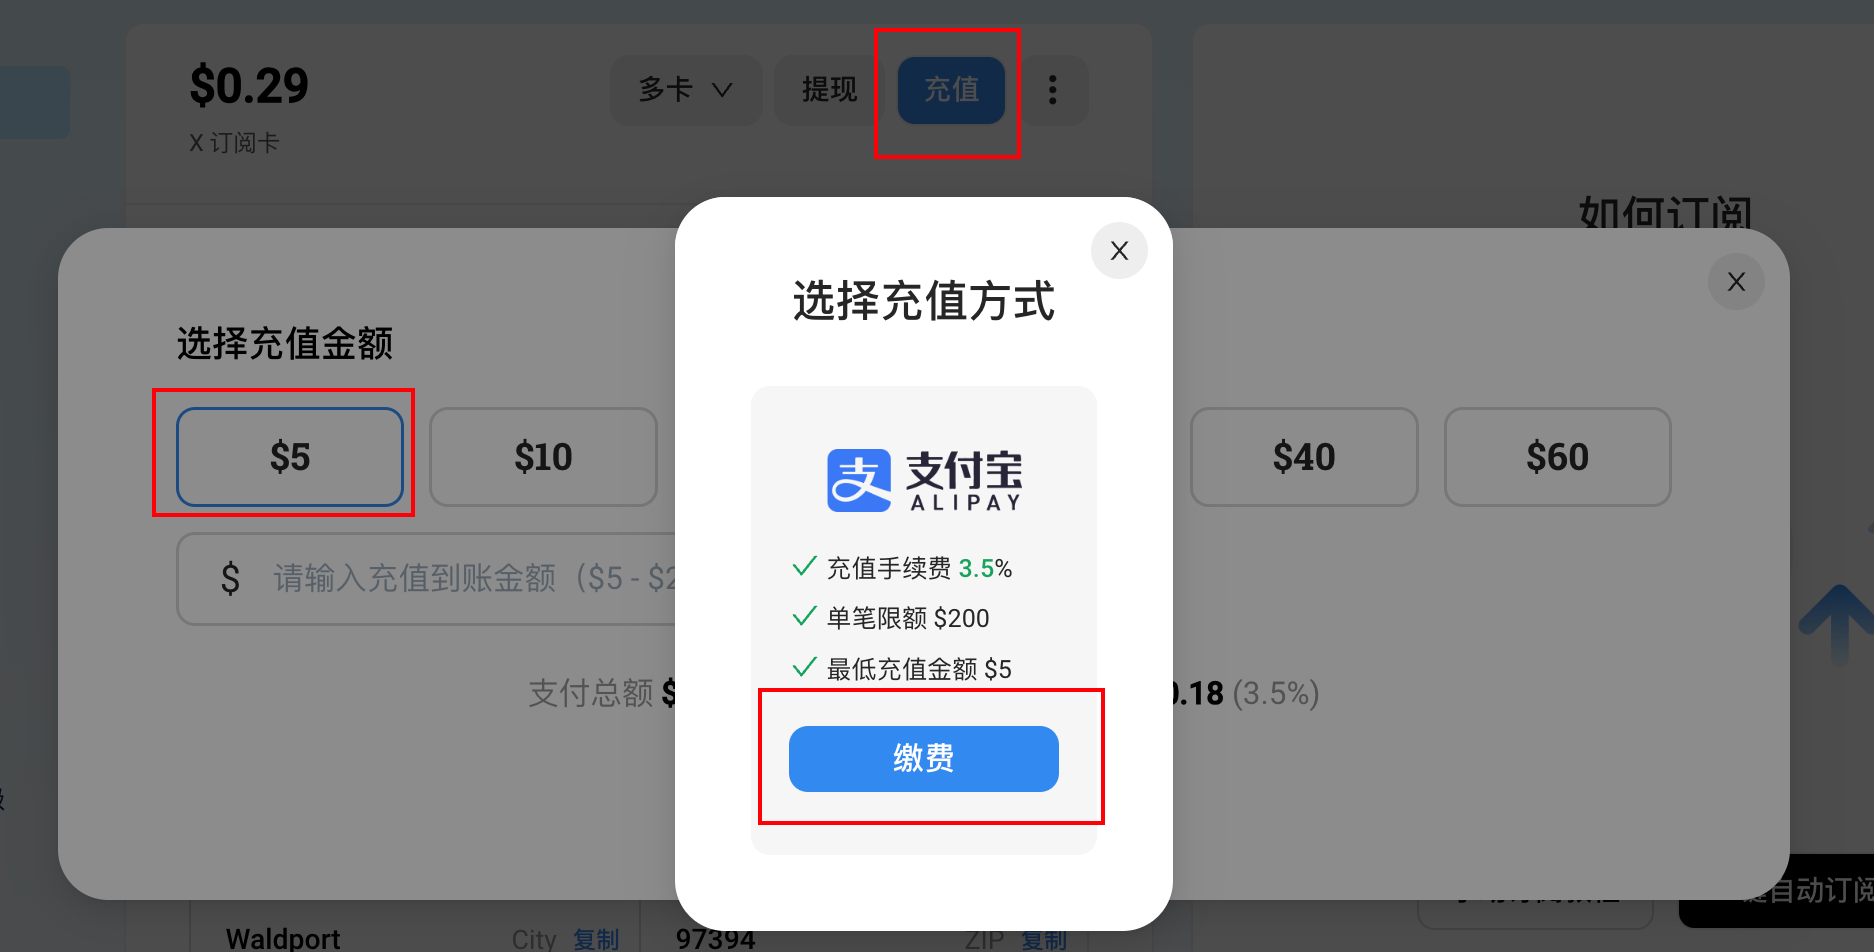 $0.29
多卡
提现
充值
X 订阅卡
如何订阅
X
选择充值方式
X
选择充值金额
$5
$10
$40
$60
支付宝
ALIPAY
充值手续费 3.5%
$
请输入充值到账金额（$5 - $2
单笔限额 $200
最低充值金额 $5
支付总额 $
0.18 (3.5%)
缴费
键自动订阅
Waldport
City
复制
97394
ZIP
复制